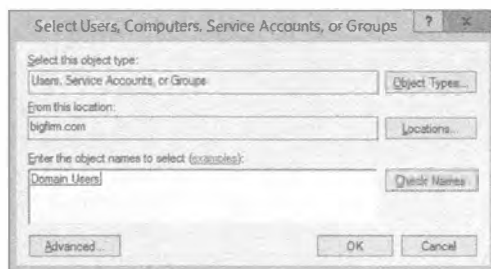 Select Users, Computers, Service Accounts, or Groups ? x
Select this object type:
Users, Service Accounts, or Groups Object Types...
From this location:
bigfirm.com Locations...
Enter the object names to select (examples):
Domain Users Check Names
Advanced... OK Cancel